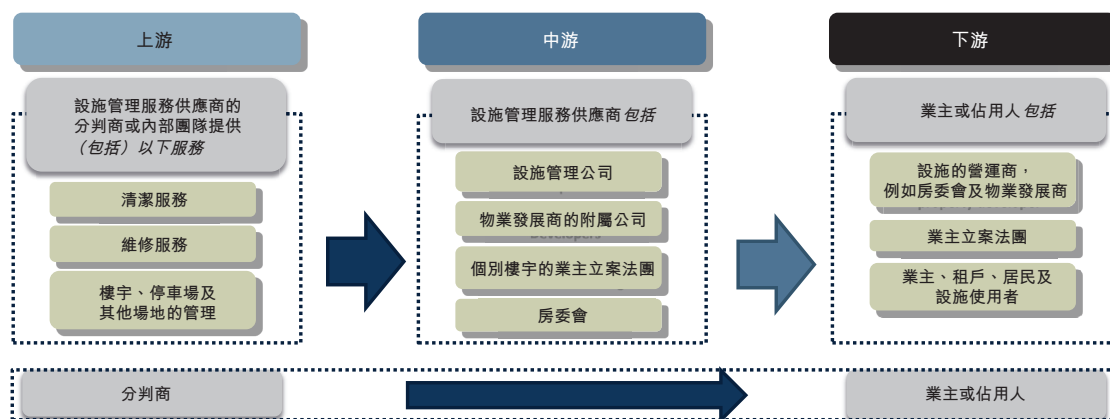 上游
設施管理服務供應商的
分判商或內部團隊提供
（包括）以下服務
清潔服務
維修服務
樓宇、停車場及
其他場地的管理
中游
設施管理服務供應商包括
設施管理公司
物業發展商的附屬公司
個別樓宇的業主立案法團
房委會
下游
業主或佔用人包括
設施的營運商，
例如房委會及物業發展商
業主立案法團
業主、租戶、居民及
設施使用者
分判商
業主或佔用人